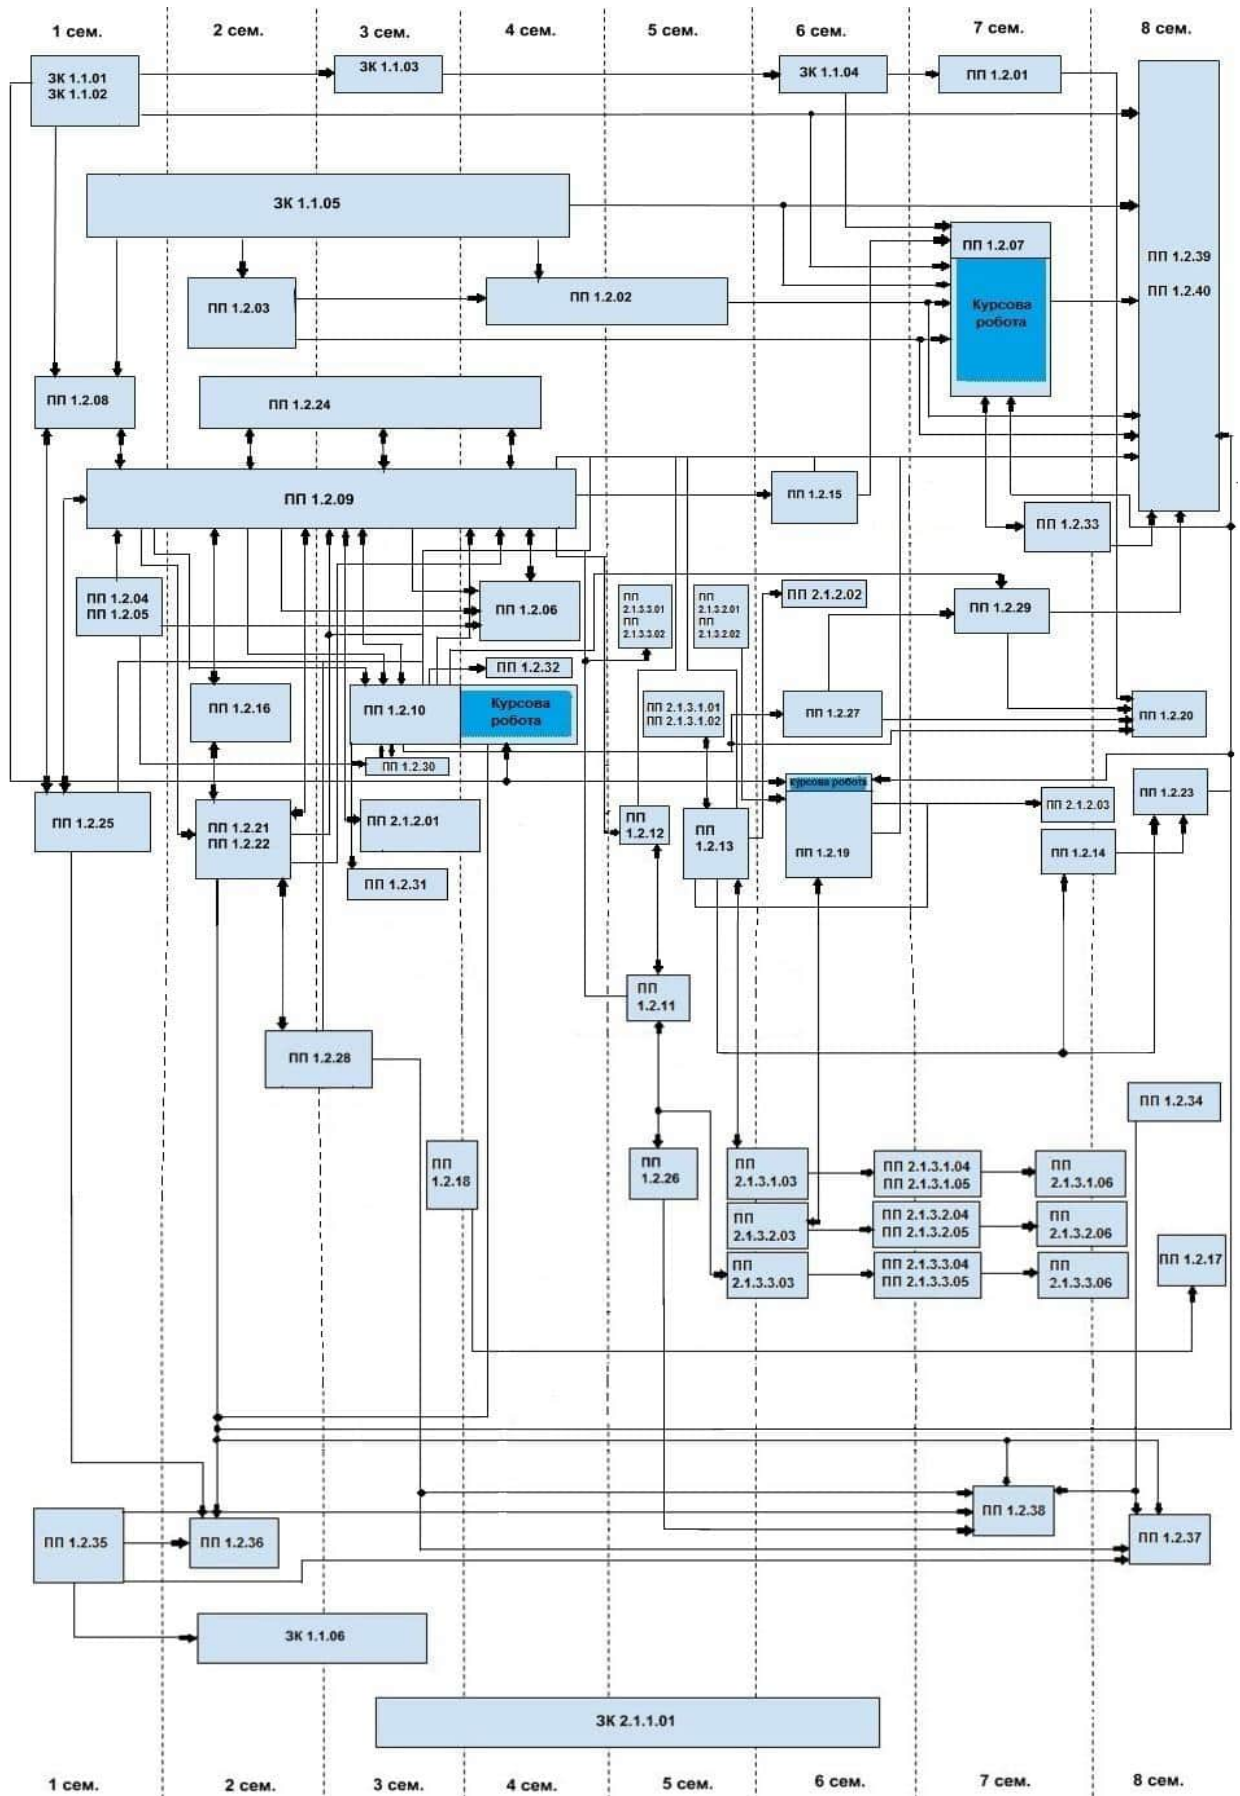 1 сем.
2 сем.
3 сем.
4 сем.
5 сем.
6 сем.
7 сем.
8 сем.
ЗК 1.1.01
ЗК 1.1.02
ЗК 1.1.03
ЗК 1.1.04
ПП 1.2.01
ЗК 1.1.05
ПП 1.2.07
Курсова
робота
ПП 1.2.39
ПП 1.2.40
ПП 1.2.03
ПП 1.2.02
ПП 1.2.08
ПП 1.2.24
ПП 1.2.09
ПП 1.2.15
ПП 1.2.33
ПП 1.2.04
ПП 1.2.05
ПП 1.2.06
ПП
2.1.3.3.01
ПП
2.1.3.3.02
ПП
2.1.3.2.01
ПП
2.1.3.2.02
ПП 2.1.2.02
ПП 1.2.29
ПП 1.2.32
ПП 1.2.16
ПП 1.2.10
Курсова
робота
ПП 2.1.3.1.01
ПП 2.1.3.1.02
ПП 1.2.27
ПП 1.2.20
ПП 1.2.30
курсова робота
ПП 1.2.19
ПП 1.2.25
ПП 1.2.21
ПП 1.2.22
ПП 2.1.2.01
ПП
1.2.12
ПП
1.2.13
ПП 2.1.2.03
ПП 1.2.23
ПП 1.2.14
ПП 1.2.31
ПП
1.2.11
ПП 1.2.28
ПП 1.2.34
ПП
1.2.18
ПП
1.2.26
ПП
2.1.3.1.03
ПП 2.1.3.1.04
ПП 2.1.3.1.05
ПП
2.1.3.1.06
ПП
2.1.3.2.03
ПП 2.1.3.2.04
ПП 2.1.3.2.05
ПП
2.1.3.2.06
ПП
2.1.3.3.03
ПП 2.1.3.3.04
ПП 2.1.3.3.05
ПП
2.1.3.3.06
ПП 1.2.17
ПП 1.2.35
ПП 1.2.36
ПП 1.2.38
ПП 1.2.37
ЗК 1.1.06
ЗК 2.1.1.01
1 сем.
2 сем.
3 сем.
4 сем.
5 сем.
6 сем.
7 сем.
8 сем.